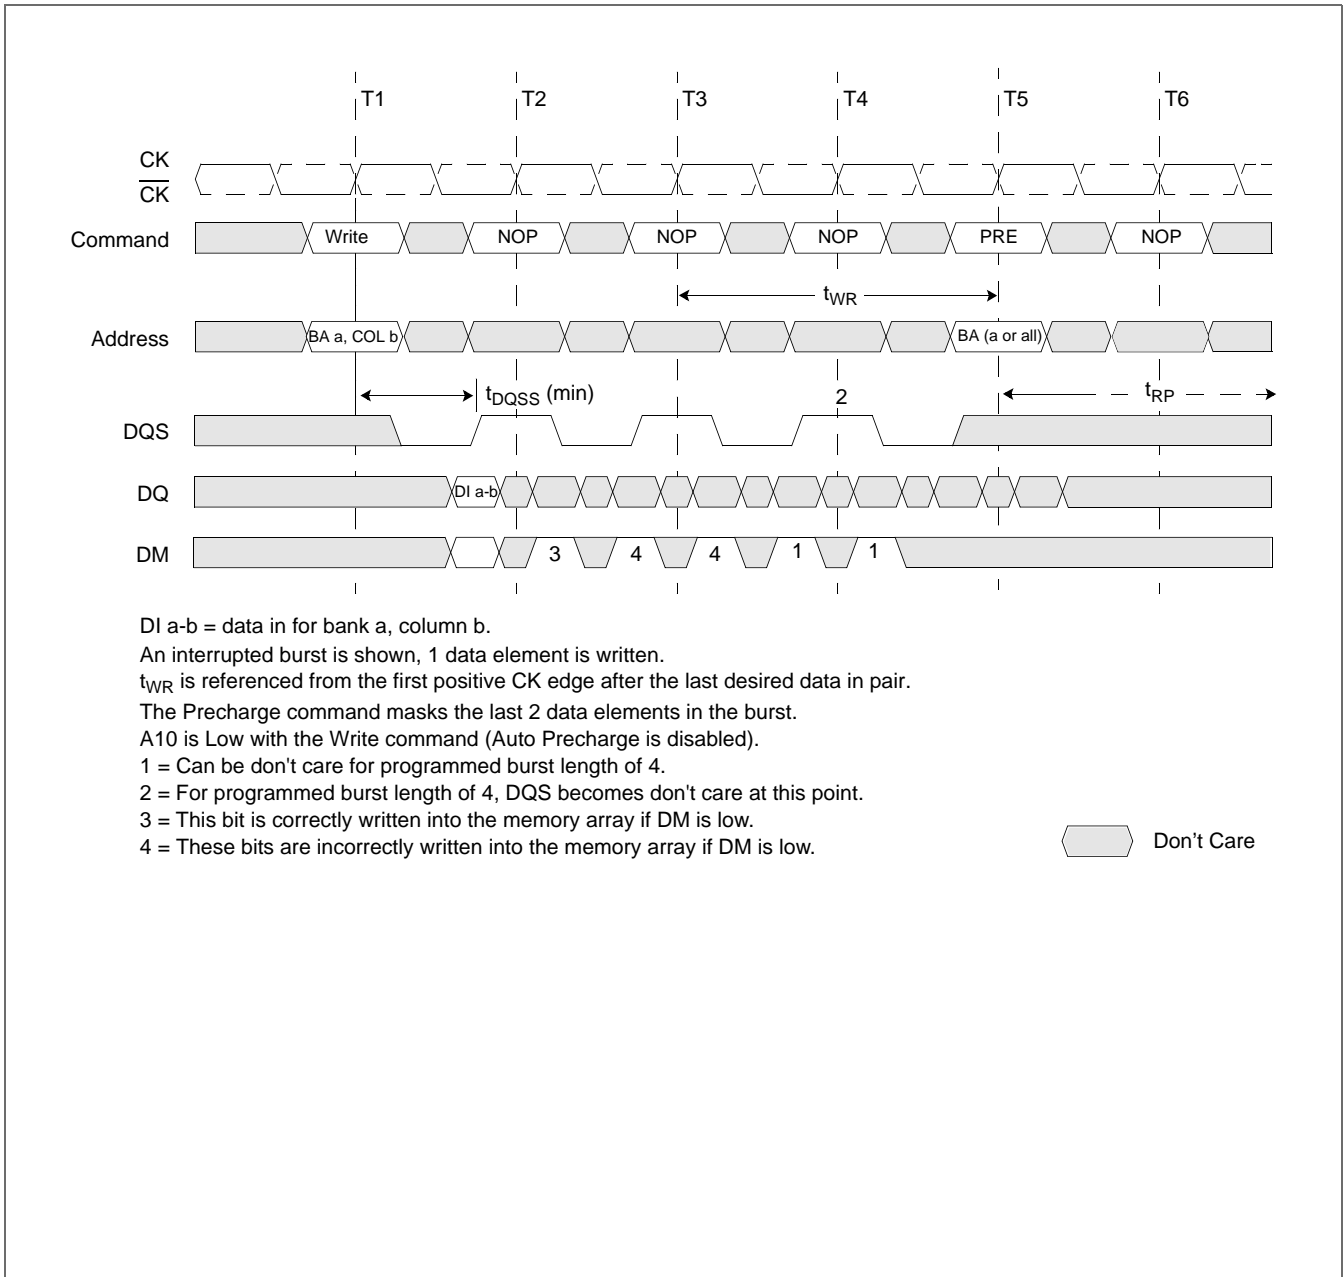 T1 T2 T3 T4 T5 T6
CK
CK
Command Write NOP NOP NOP PRE NOP
tWR
Address BA a, COL b BA (a or all)
tDQSS (min) 2 tRP
DQS
DQ DI a-b
DM 3 4 4 1 1
DI a-b = data in for bank a, column b.
An interrupted burst is shown, 1 data element is written.
tWR is referenced from the first positive CK edge after the last desired data in pair.
The Precharge command masks the last 2 data elements in the burst.
A10 is Low with the Write command (Auto Precharge is disabled).
1 = Can be don't care for programmed burst length of 4.
2 = For programmed burst length of 4, DQS becomes don't care at this point.
3 = This bit is correctly written into the memory array if DM is low.
4 = These bits are incorrectly written into the memory array if DM is low.
Don't Care